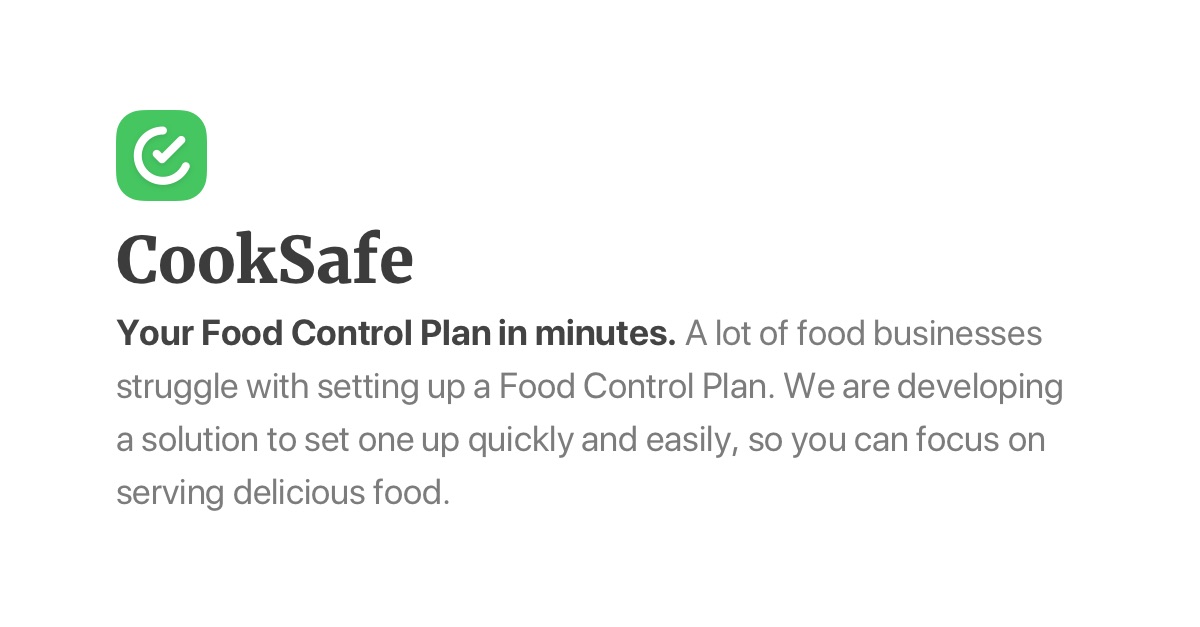 CookSafe
Your Food Control Plan in minutes. A lot of food businesses
struggle with setting up a Food Control Plan. We are developing
a solution to set one up quickly and easily, so you can focus on
serving delicious food.